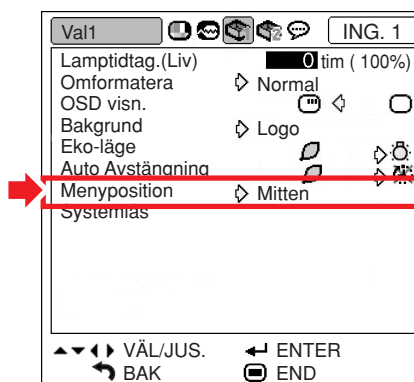 Val1 ING. 1
Lamptidtag.(Liv) 0 tim ( 100%)
Omformatera Normal
OSD visn.
Bakgrund Logo
Eko-läge
Auto Avstängning
Menyposition Mitten
Systemlås
VÄL/JUS. ENTER
BAK END